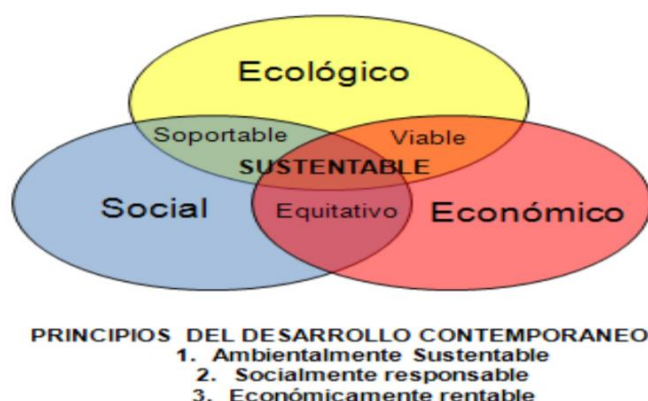 Ecológico
Soportable
Viable
SUSTENTABLE
Social
Equitativo
Económico
PRINCIPIOS DEL DESARROLLO CONTEMPORANEO
1. Ambientalmente Sustentable
2. Socialmente responsable
3. Económicamente rentable